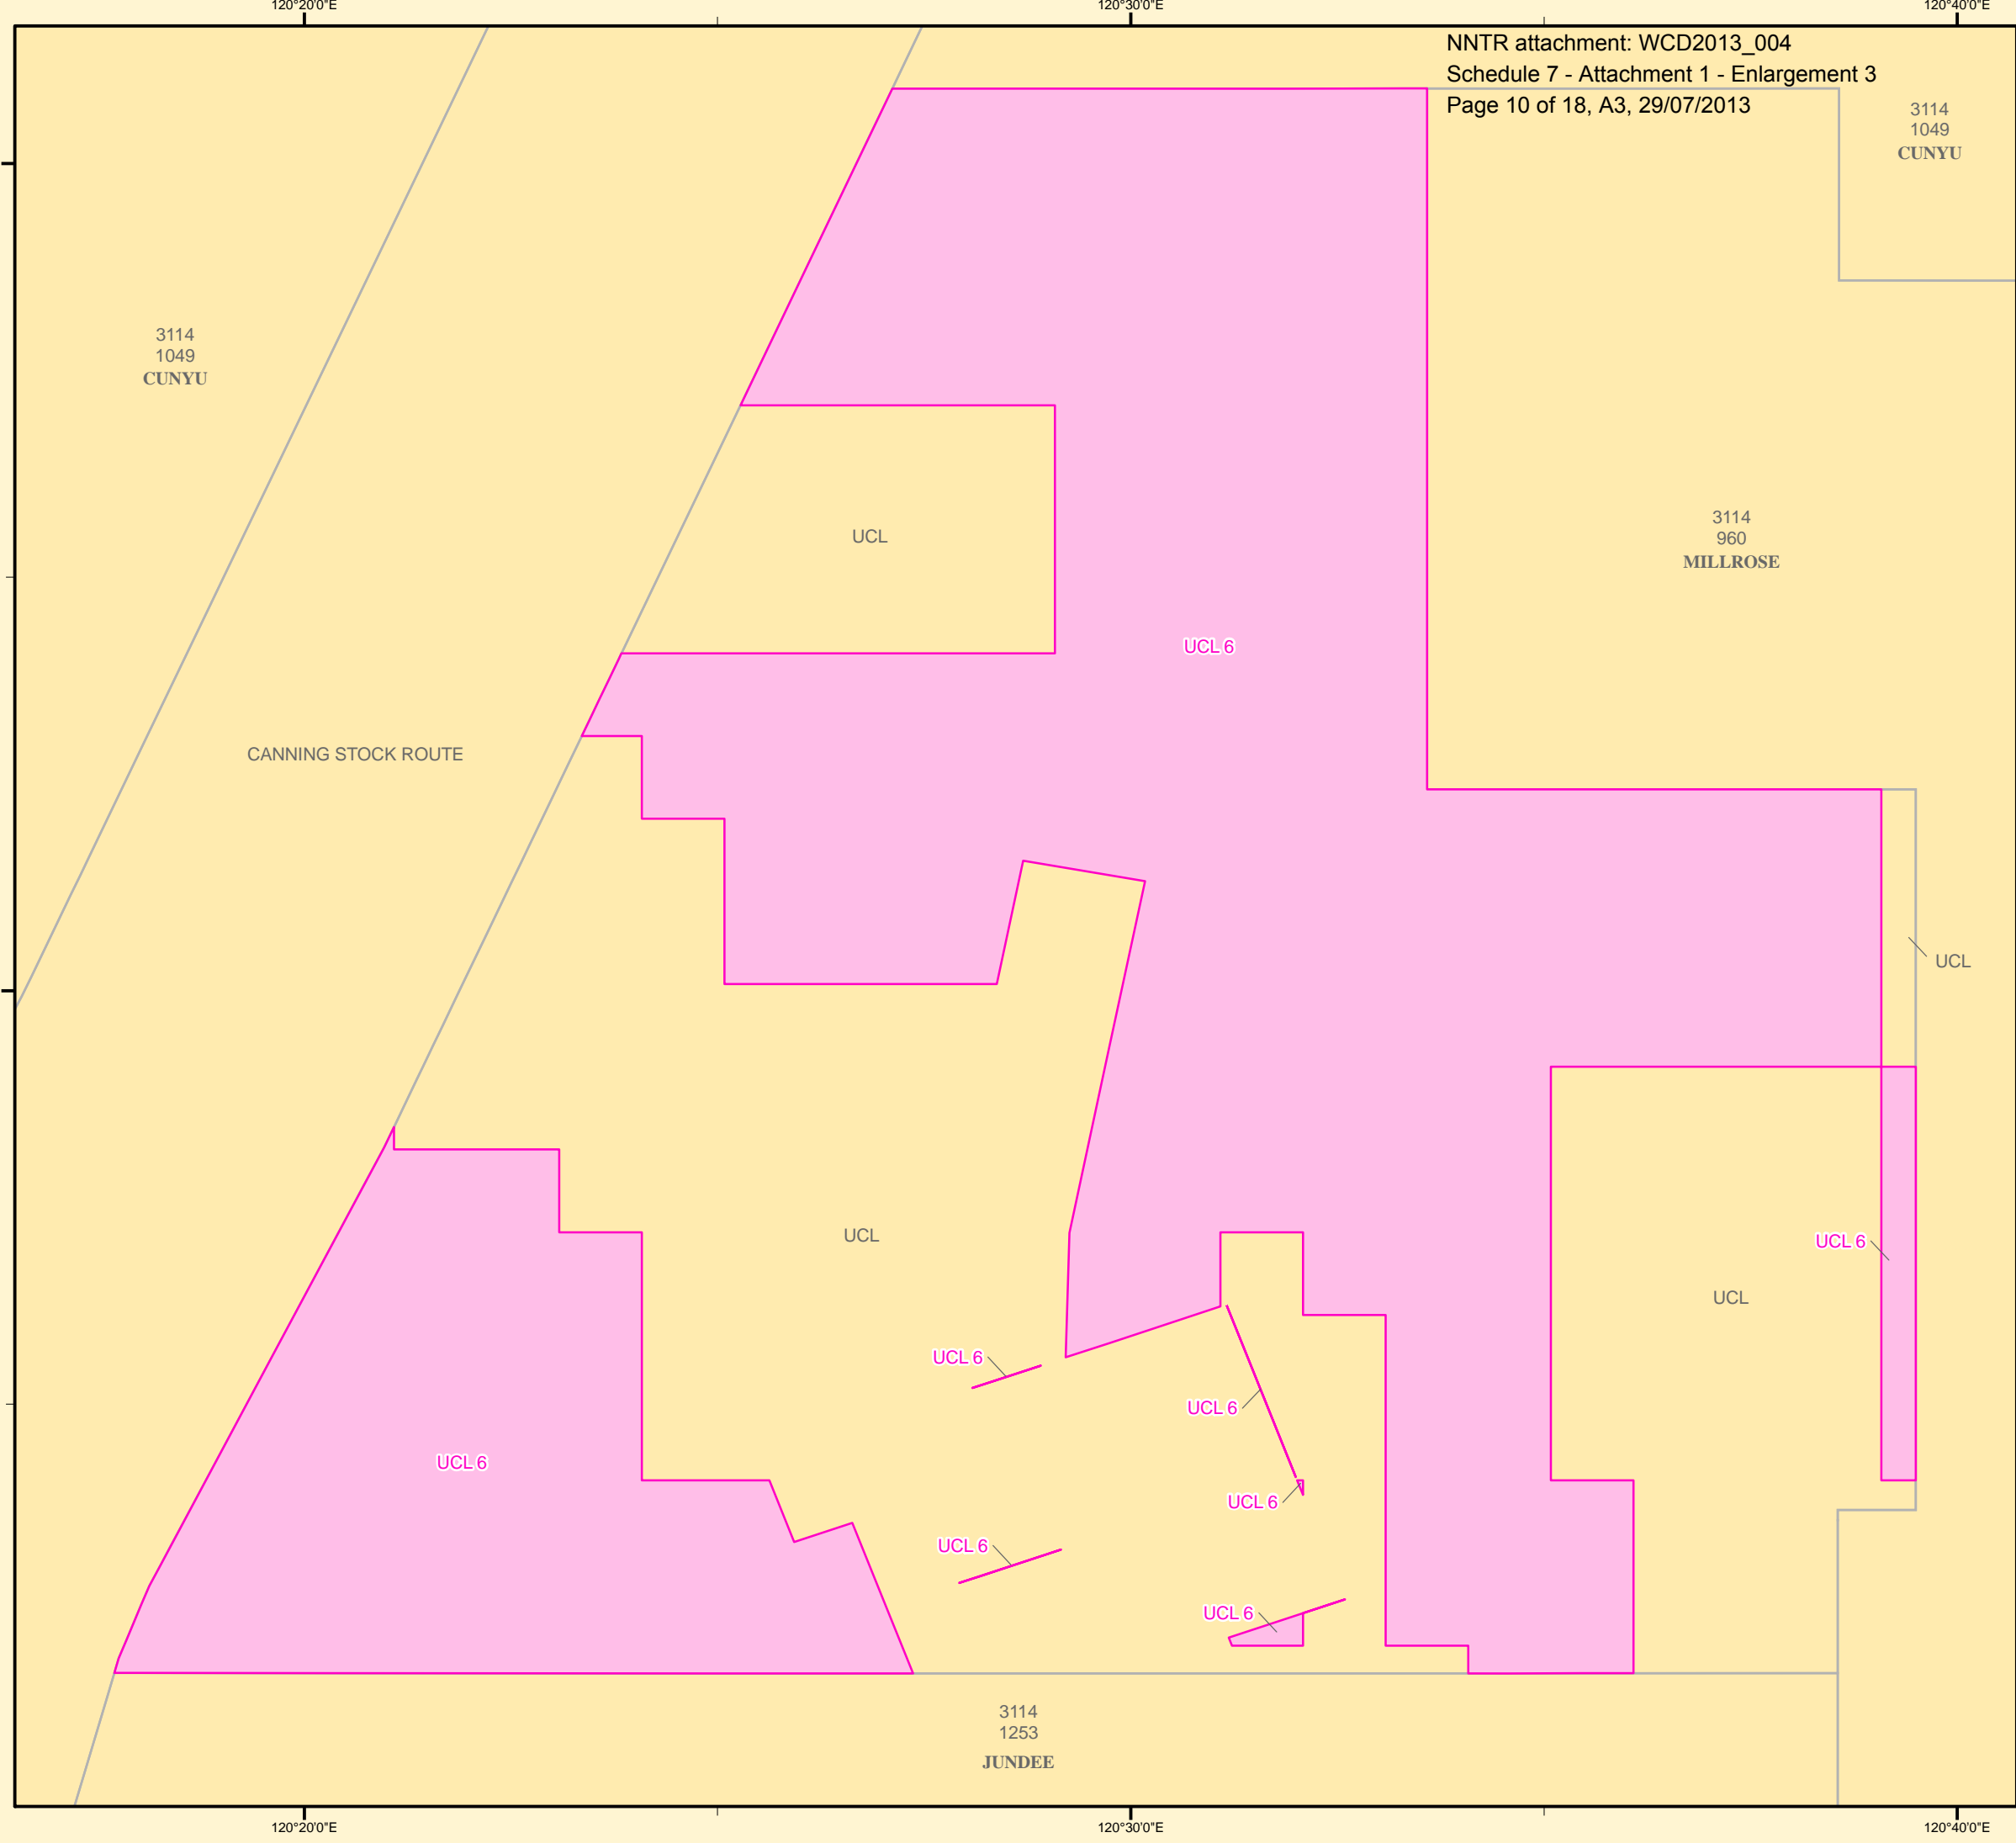 120°20'0"E
120°30'0"E
120°40'0"E
NNTR attachment: WCD2013_004
Schedule 7 - Attachment 1 - Enlargement 3
Page 10 of 18, A3, 29/07/2013
3114
1049
CUNYU
3114
1049
CUNYU
3114
960
MILLROSE
UCL
UCL 6
CANNING STOCK ROUTE
UCL
UCL
UCL 6
UCL
UCL 6
UCL 6
UCL 6
UCL 6
UCL 6
UCL 6
3114
1253
JUNDEE
120°20'0"E
120°30'0"E
120°40'0"E